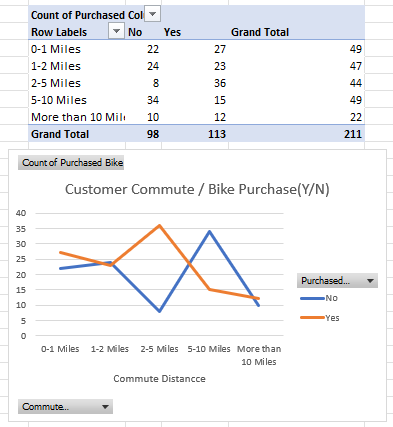 Count of Purchased Col
Row Labels No Yes Grand Total
0-1 Miles 22 27 49
1-2 Miles 24 23 47
2-5 Miles 8 36 44
5-10 Miles 34 15 49
More than 10 Mil 10 12 22
Grand Total 98 113 211
Count of Purchased Bike
Customer Commute / Bike Purchase(Y/N)
40
35
30
25
20
15
10
5
0
0-1 Miles 1-2 Miles 2-5 Miles 5-10 Miles More than
10 Miles
Commute Distancce
Purchased...
No
Yes
Commute...